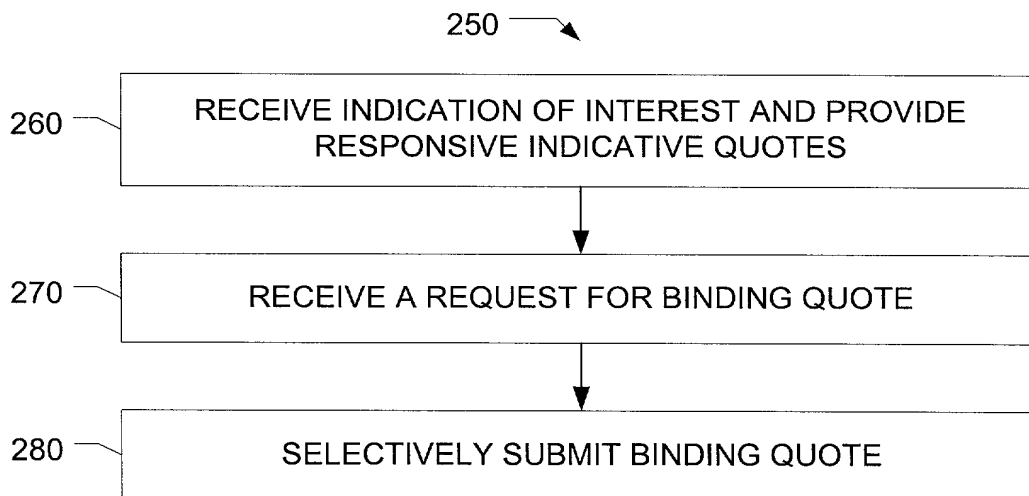 250
260
RECEIVE INDICATION OF INTEREST AND PROVIDE
RESPONSIVE INDICATIVE QUOTES
270
RECEIVE A REQUEST FOR BINDING QUOTE
280
SELECTIVELY SUBMIT BINDING QUOTE